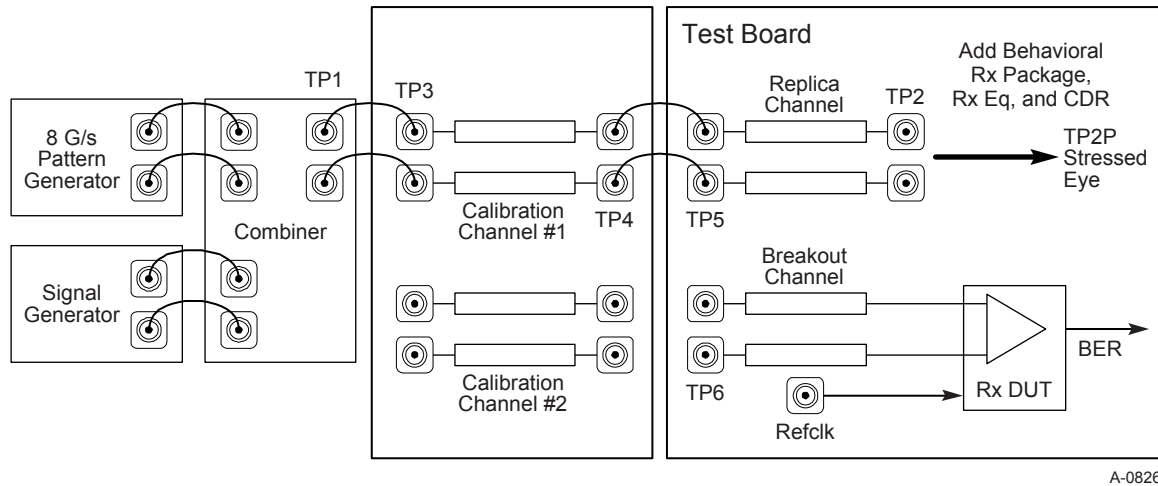 Test Board
Add Behavioral
Rx Package,
Rx Eq, and CDR
TP1
TP3
Replica
Channel
TP2
8 G/s
Pattern
Generator
TP2P
Stressed
Eye
Calibration
Channel #1
TP4
TP5
Combiner
Breakout
Channel
Signal
Generator
BER
Calibration
Channel #2
TP6
Rx DUT
Refclk
A-0826